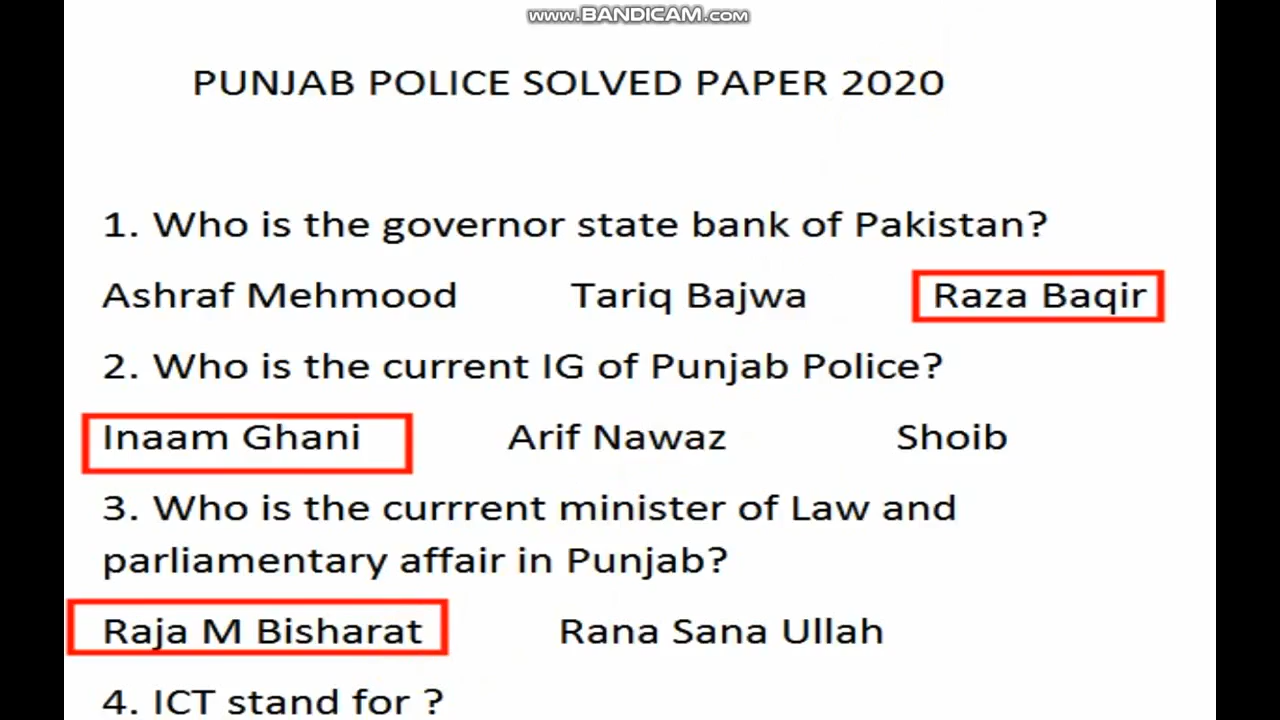 www.BANDICAM.com
PUNJAB POLICE SOLVED PAPER 2020
1. Who is the governor state bank of Pakistan?
Ashraf Mehmood Tariq Bajwa Raza Baqir
2. Who is the current IG of Punjab Police?
Inaam Ghani Arif Nawaz Shoib
3. Who is the currrent minister of Law and
parliamentary affair in Punjab?
Raja M Bisharat Rana Sana Ullah
4. ICT stand for ?